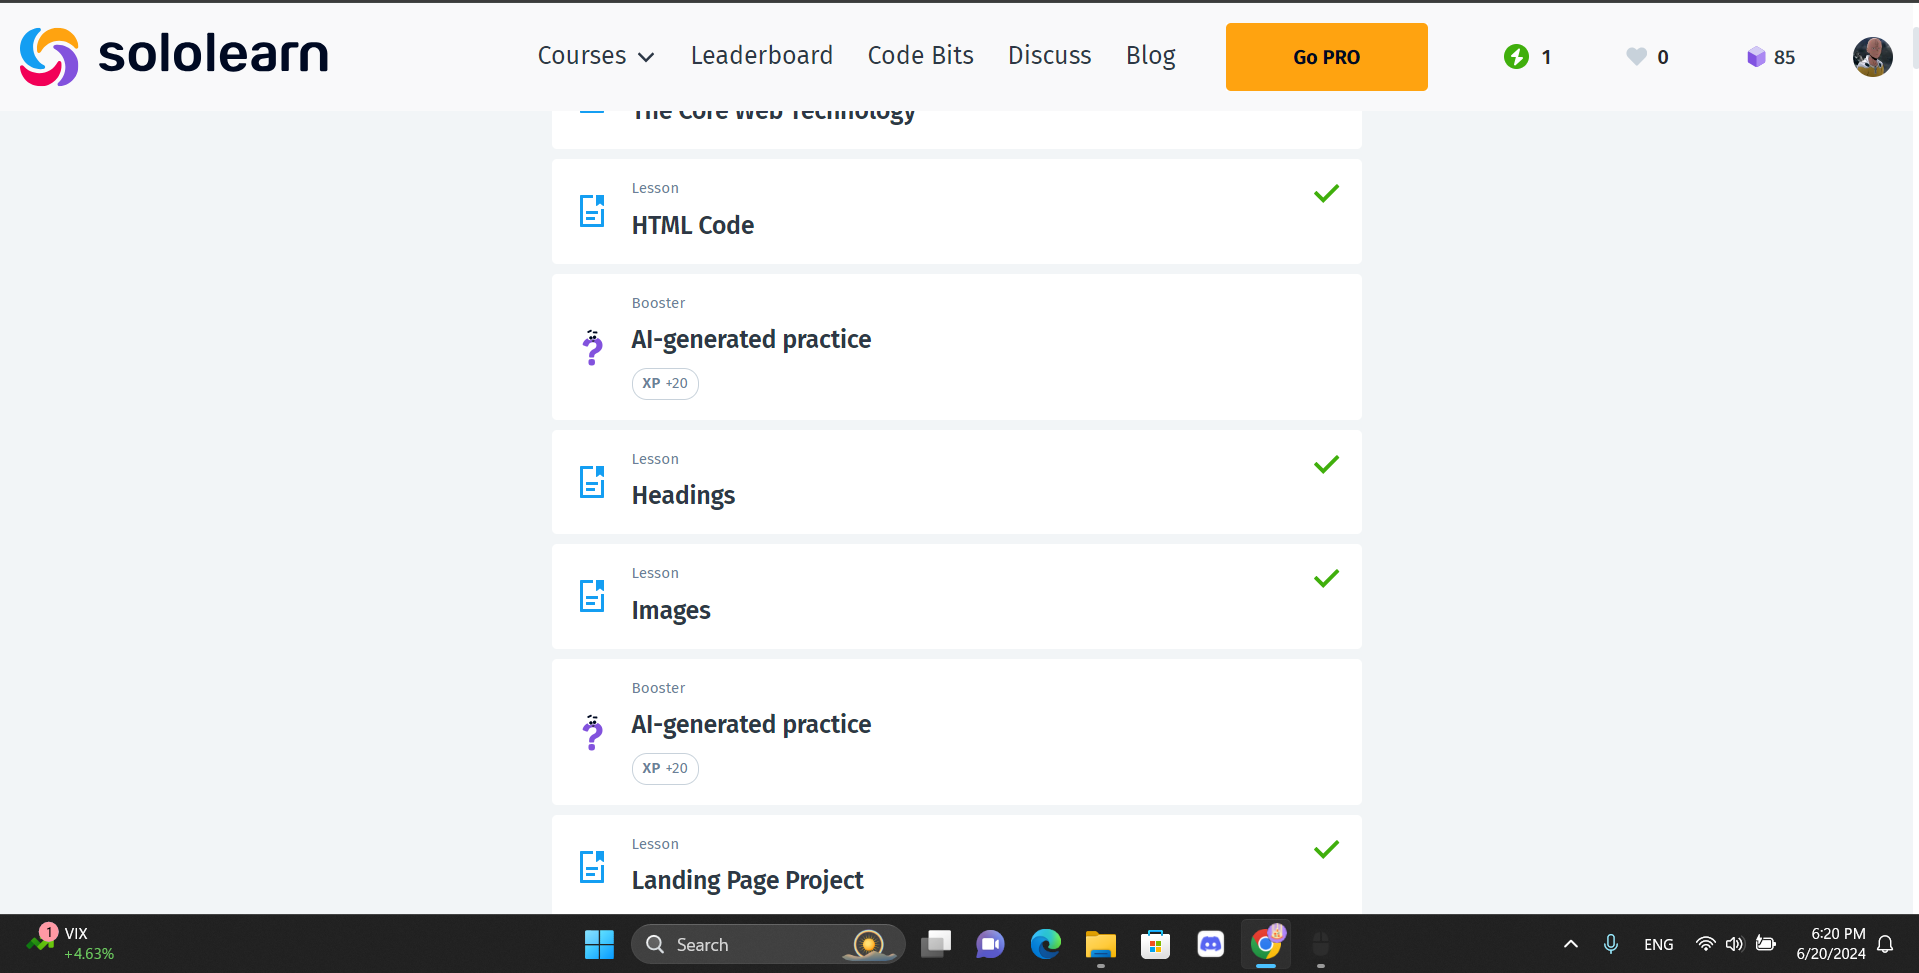 sololearn
Courses Leaderboard Code Bits Discuss Blog Go PRO 1 0 85
The Core Web Technology
Lesson
HTML Code
Booster
AI-generated practice
XP +20
Lesson
Headings
Lesson
Images
Booster
AI-generated practice
XP +20
Lesson
Landing Page Project
1
VIX
+4.63%
Search
ENG
6:20 PM
6/20/2024